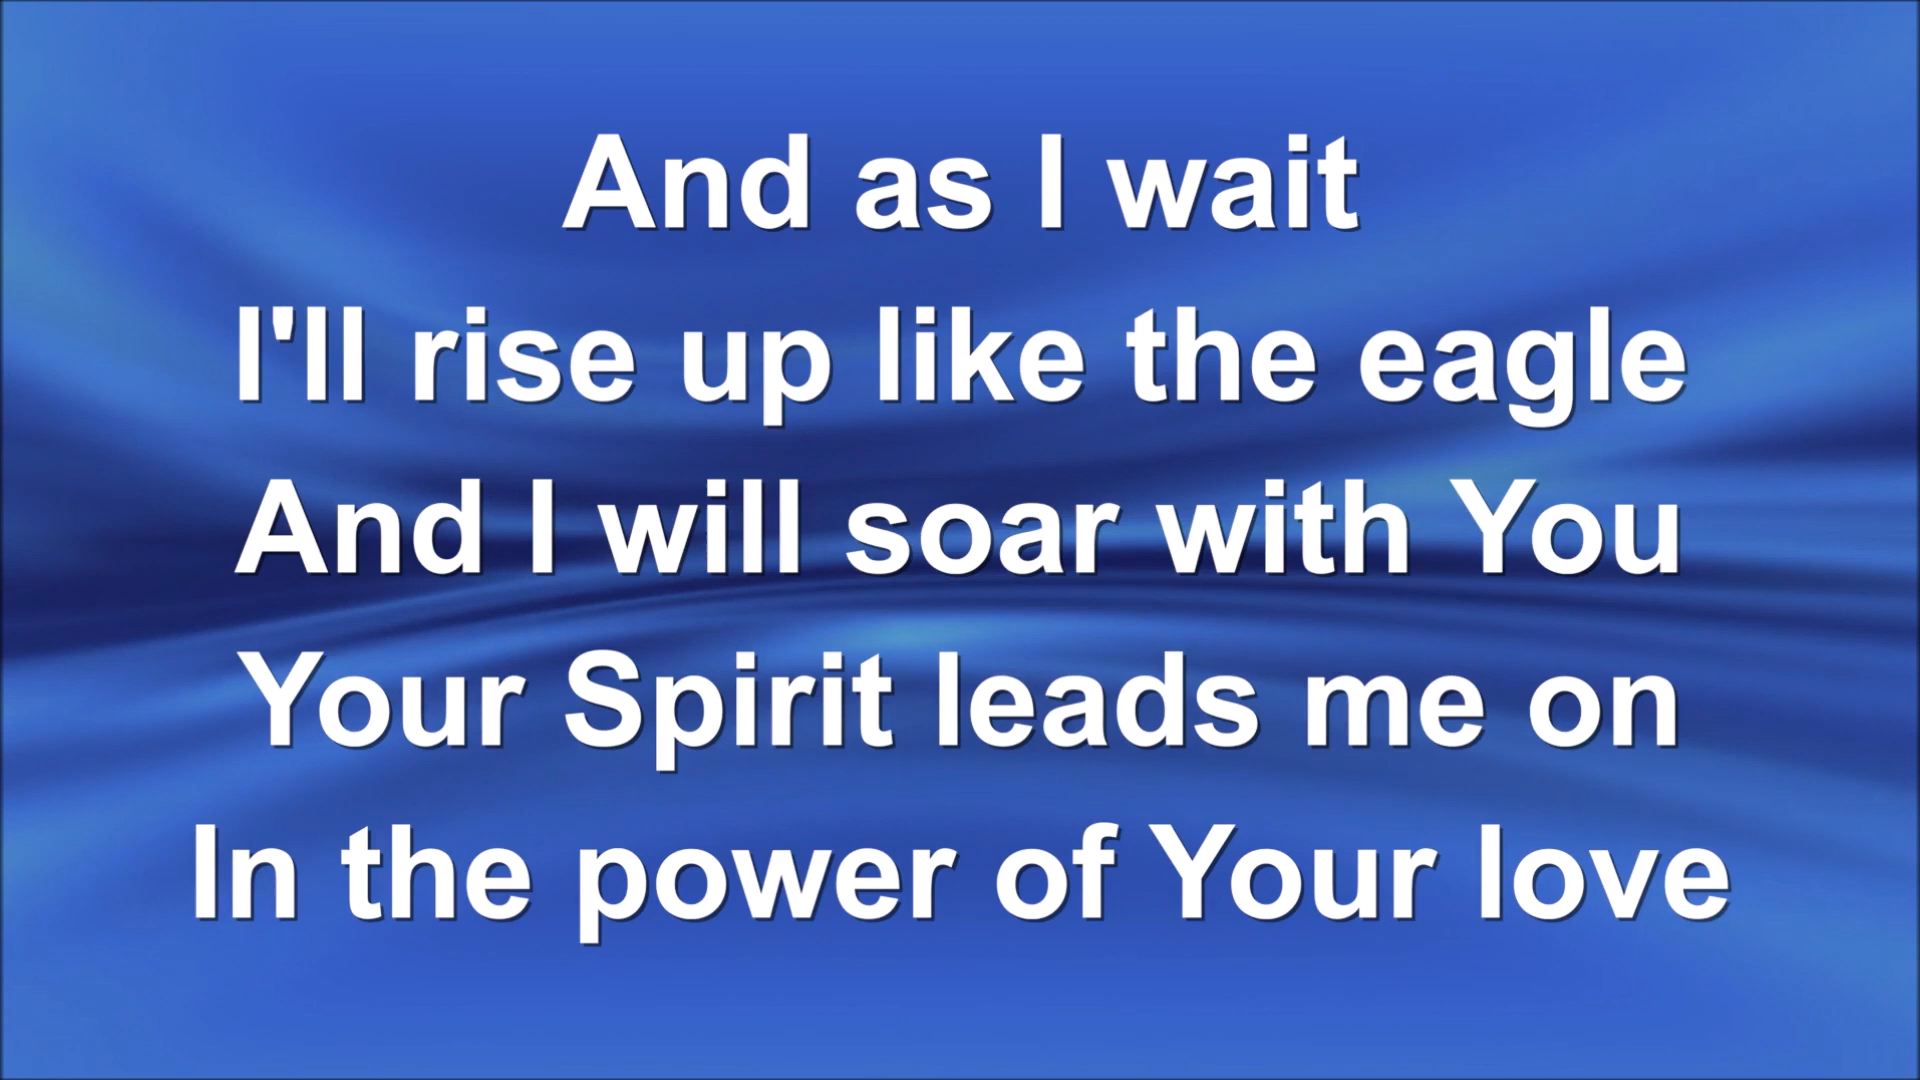 And as I wait
I'll rise up like the eagle
And I will soar with You
Your Spirit leads me on
In the power of Your love